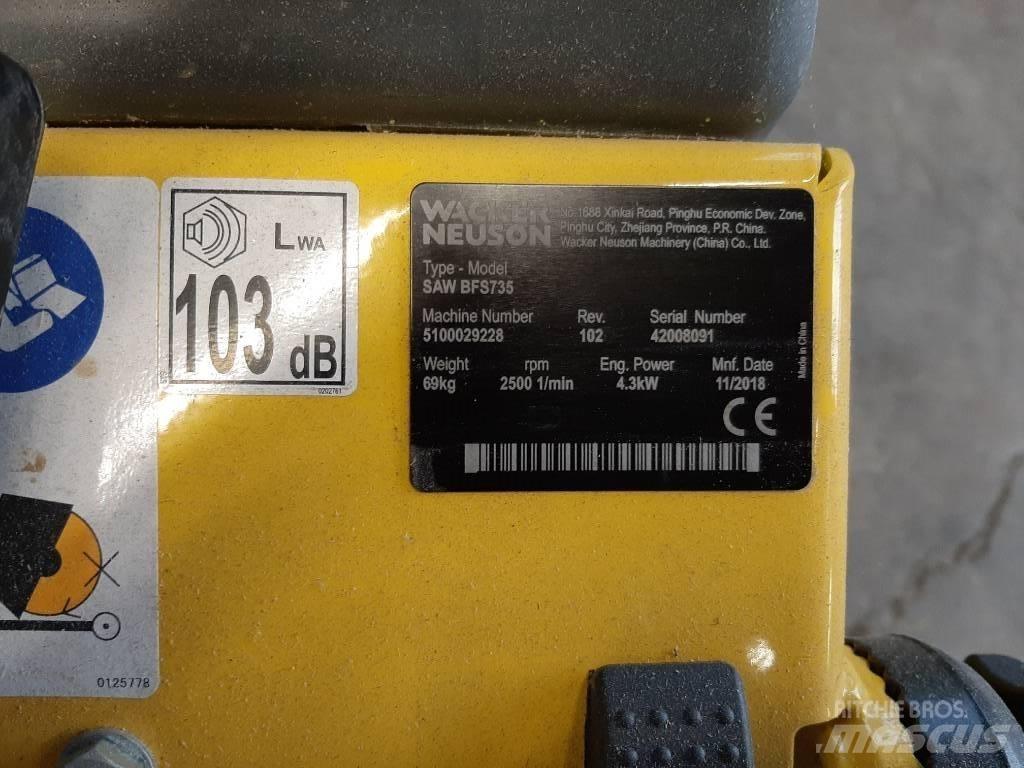 LWA
103 dB
0202761
WACKER NEUSON
No.1688 Xinkai Road, Pinghu Economic Dev. Zone,
Pinghu City, Zhejiang Province, P.R. China.
Wacker Neuson Machinery (China) Co., Ltd.
Type - Model
SAW BFS735
Machine Number Rev. Serial Number
5100029228 102 42008091
Weight rpm Eng. Power Mnf. Date
69kg 2500 1/min 4.3kW 11/2018
CE
Made in China
0125778
RITCHIE BROS.
MASCUS